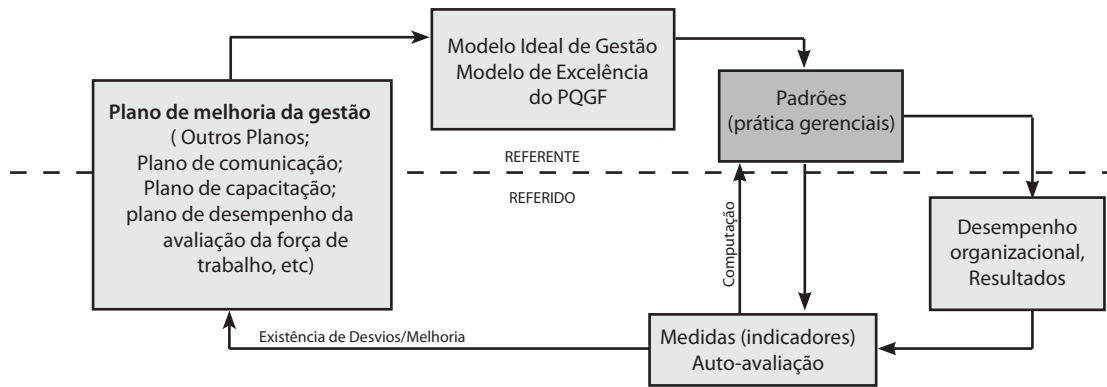 Modelo Ideal de Gestão
Modelo de Excelência
do PQGF
Plano de melhoria da gestão
( Outros Planos;
Plano de comunicação;
Plano de capacitação;
plano de desempenho da
avaliação da força de
trabalho, etc)
Padrões
(prática gerenciais)
REFERENTE
REFERIDO
Computação
Desempenho
organizacional,
Resultados
Existência de Desvios/Melhoria
Medidas (indicadores)
Auto-avaliação